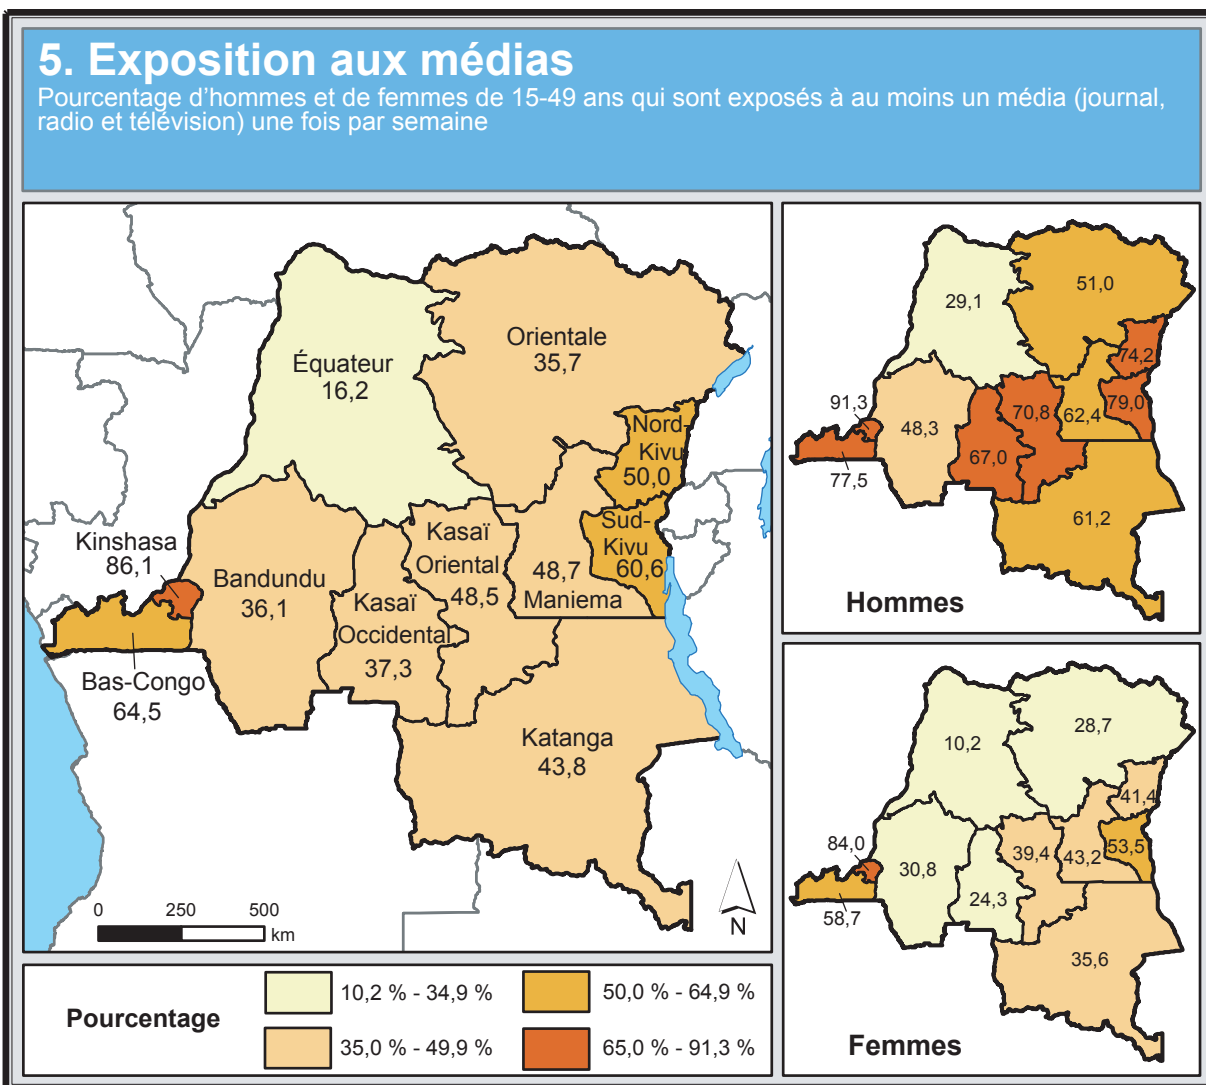 5. Exposition aux médias
Pourcentage d’hommes et de femmes de 15-49 ans qui sont exposés à au moins un média (journal,
radio et télévision) une fois par semaine
Équateur
16,2
Orientale
35,7
Nord-
Kivu
50,0
Sud-
Kivu
60,6
Kinshasa
86,1
Bandundu
36,1
Kasaï
Oriental
48,5
48,7
Maniema
Kasaï
Occidental
37,3
Bas-Congo
64,5
Katanga
43,8
0 250 500
km
N
29,1
51,0
74,2
91,3
48,3
70,8
62,4
79,0
67,0
77,5
61,2
Hommes
10,2
28,7
41,4
84,0
30,8
39,4
43,2
53,5
24,3
58,7
35,6
Femmes
Pourcentage
10,2 % - 34,9 %
50,0 % - 64,9 %
35,0 % - 49,9 %
65,0 % - 91,3 %